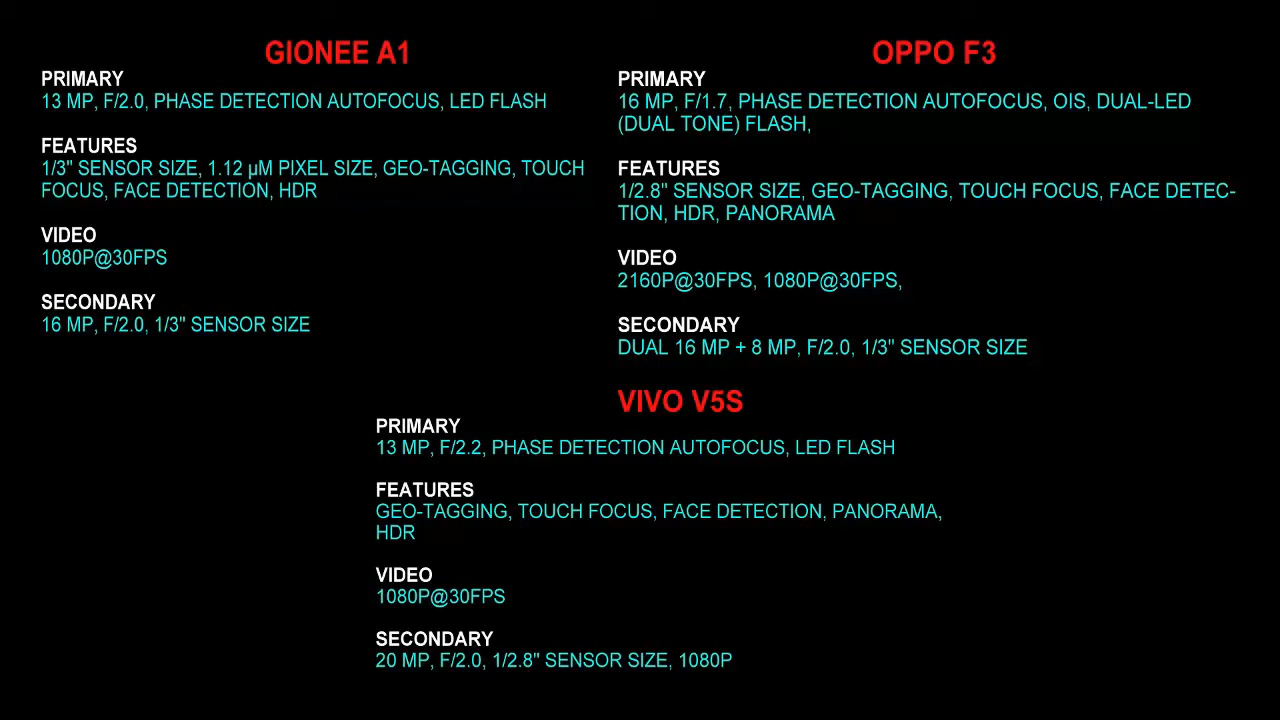 GIONEE A1
PRIMARY
13 MP, F/2.0, PHASE DETECTION AUTOFOCUS, LED FLASH
FEATURES
1/3" SENSOR SIZE, 1.12 µM PIXEL SIZE, GEO-TAGGING, TOUCH
FOCUS, FACE DETECTION, HDR
VIDEO
1080P@30FPS
SECONDARY
16 MP, F/2.0, 1/3" SENSOR SIZE
OPPO F3
PRIMARY
16 MP, F/1.7, PHASE DETECTION AUTOFOCUS, OIS, DUAL-LED
(DUAL TONE) FLASH,
FEATURES
1/2.8" SENSOR SIZE, GEO-TAGGING, TOUCH FOCUS, FACE DETEC-
TION, HDR, PANORAMA
VIDEO
2160P@30FPS, 1080P@30FPS,
SECONDARY
DUAL 16 MP + 8 MP, F/2.0, 1/3" SENSOR SIZE
VIVO V5S
PRIMARY
13 MP, F/2.2, PHASE DETECTION AUTOFOCUS, LED FLASH
FEATURES
GEO-TAGGING, TOUCH FOCUS, FACE DETECTION, PANORAMA,
HDR
VIDEO
1080P@30FPS
SECONDARY
20 MP, F/2.0, 1/2.8" SENSOR SIZE, 1080P